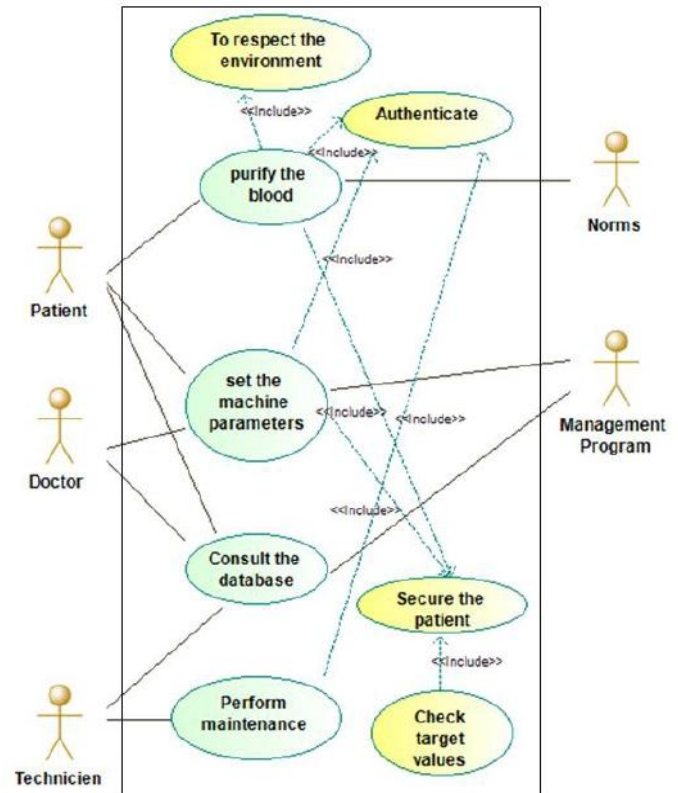 To respect the
environment
<<Include>>
Authenticate
<<Include>>
purify the
blood
Norms
<<Include>>
Patient
set the
machine
parameters
<<Include>>
<<Include>>
Management
Program
Doctor
<<Include>>
Consult the
database
Secure the
patient
<<Include>>
Perform
maintenance
Check
target
values
Technicien